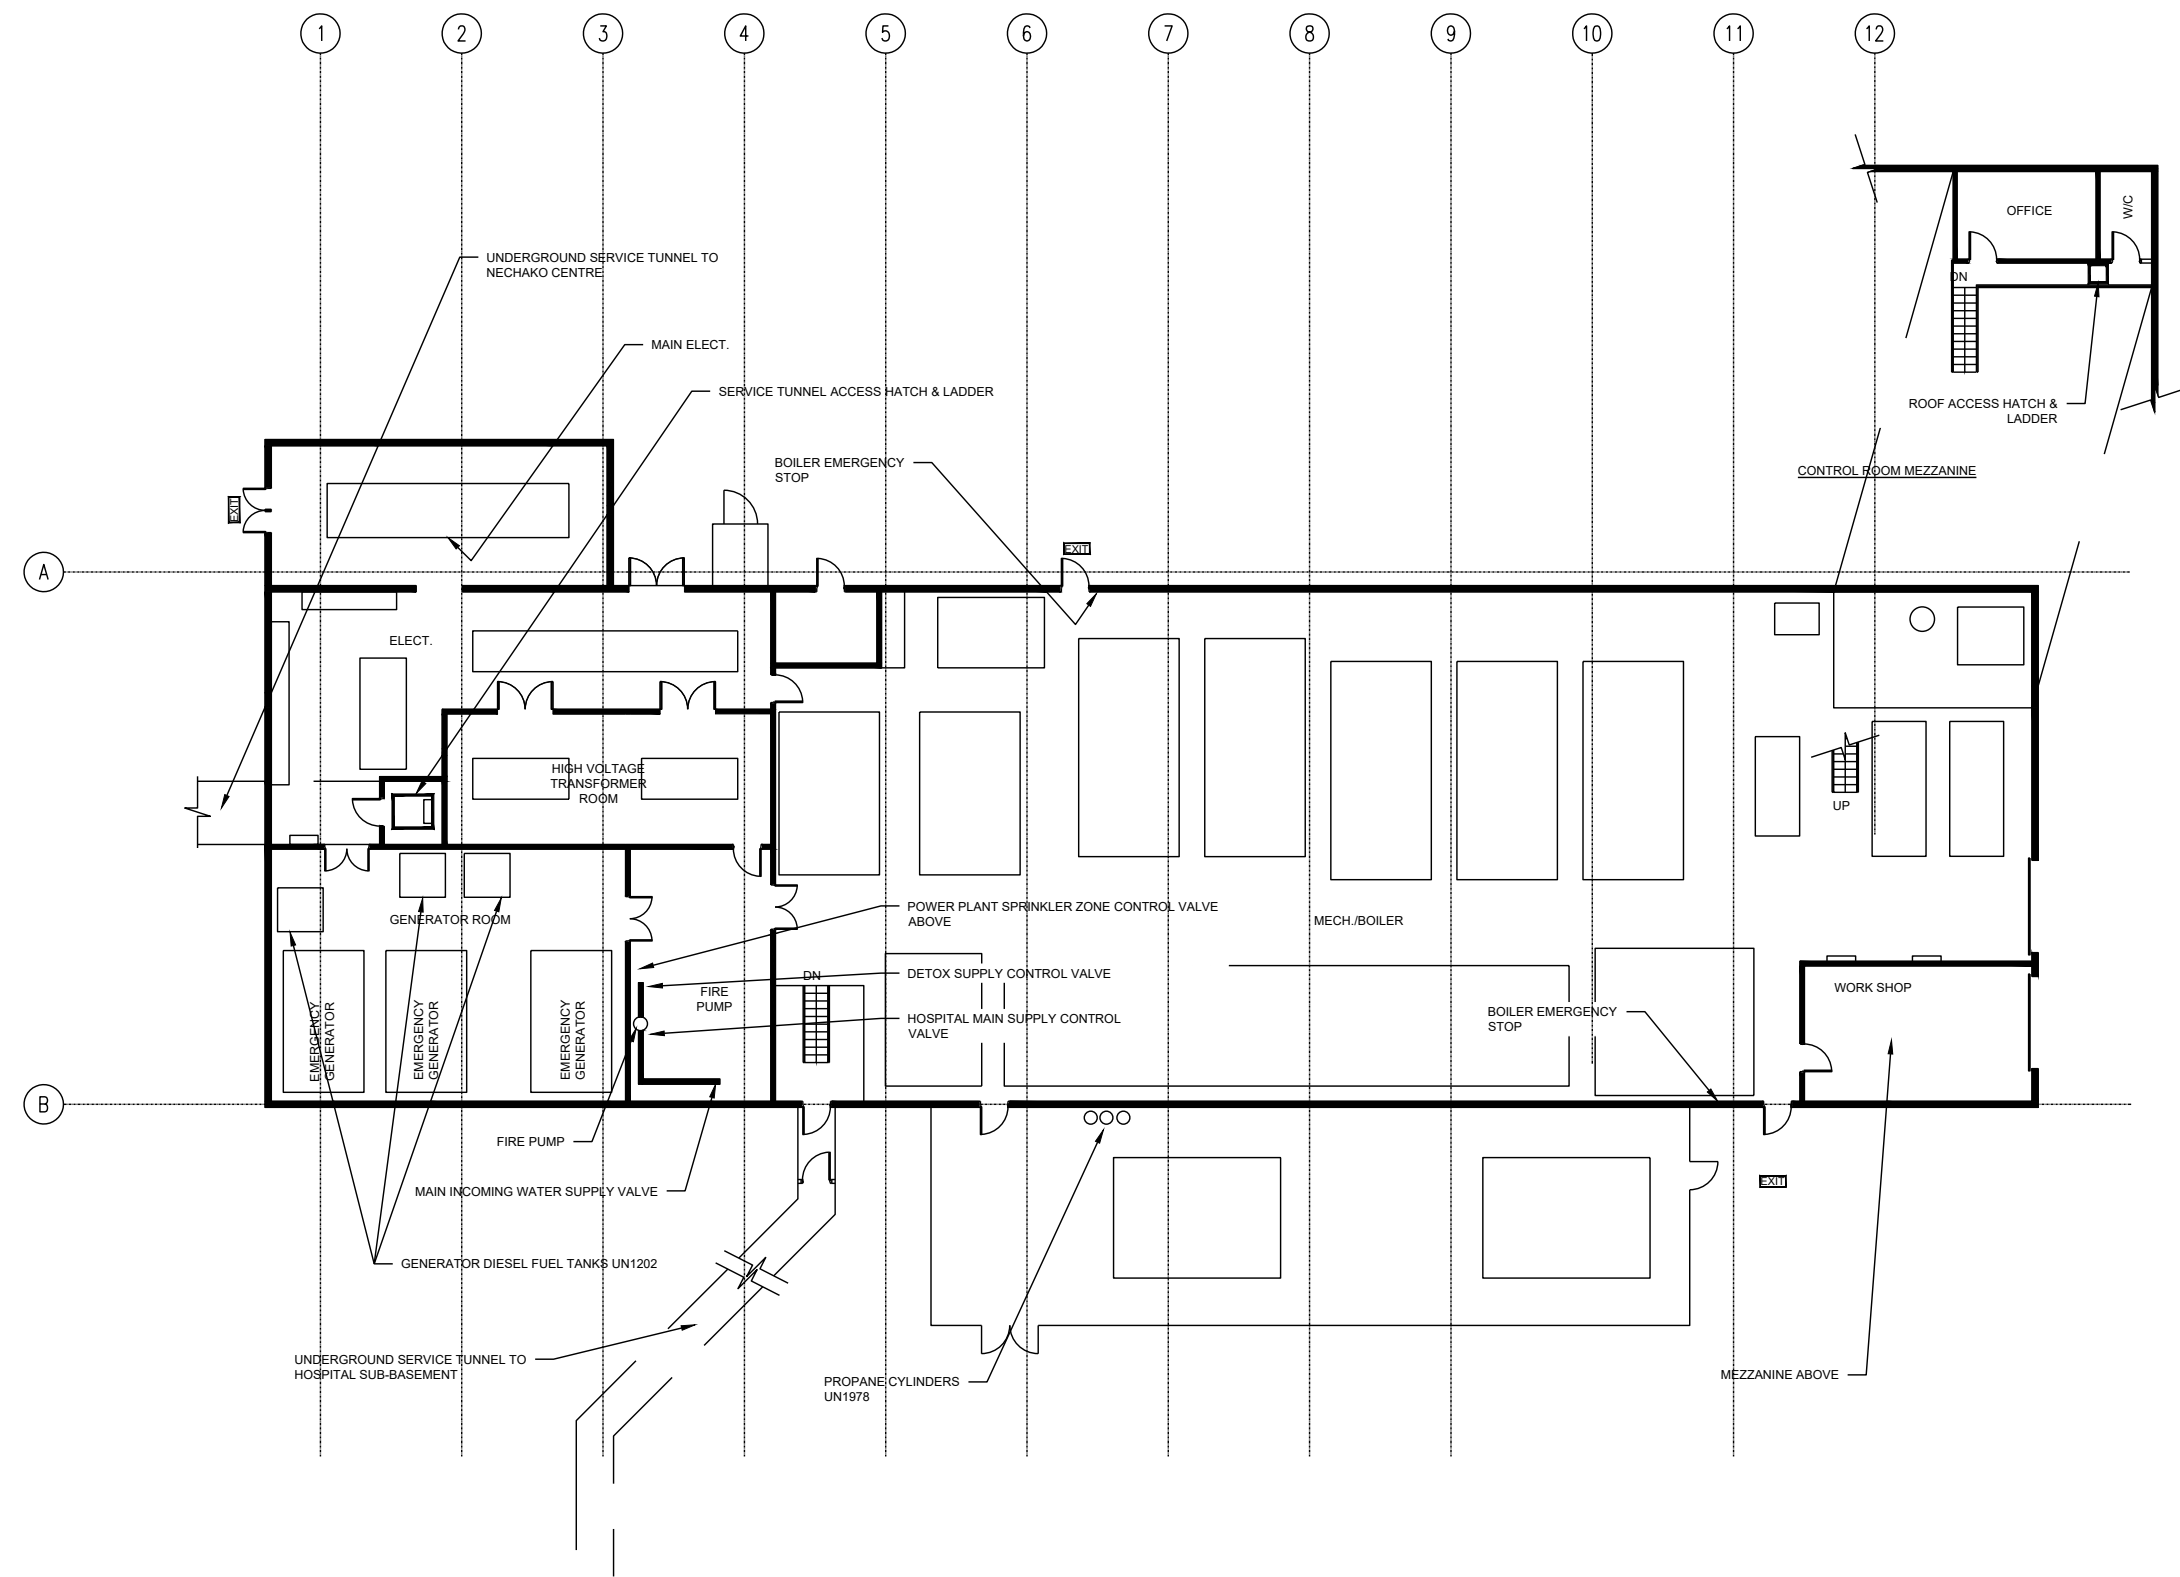 1 2 3 4 5 6 7 8 9 10 11 12
OFFICE
W/C
DN
ROOF ACCESS HATCH &
LADDER
CONTROL ROOM MEZZANINE
UNDERGROUND SERVICE TUNNEL TO
NECHAKO CENTRE
MAIN ELECT.
SERVICE TUNNEL ACCESS HATCH & LADDER
BOILER EMERGENCY
STOP
EXIT
EXIT
A
ELECT.
HIGH VOLTAGE
TRANSFORMER
ROOM
UP
GENERATOR ROOM
POWER PLANT SPRINKLER ZONE CONTROL VALVE
ABOVE
MECH./BOILER
DETOX SUPPLY CONTROL VALVE
DN
FIRE
PUMP
WORK SHOP
HOSPITAL MAIN SUPPLY CONTROL
VALVE
BOILER EMERGENCY
STOP
EMERGENCY
GENERATOR
EMERGENCY
GENERATOR
EMERGENCY
GENERATOR
B
FIRE PUMP
MAIN INCOMING WATER SUPPLY VALVE
EXIT
GENERATOR DIESEL FUEL TANKS UN1202
UNDERGROUND SERVICE TUNNEL TO
HOSPITAL SUB-BASEMENT
PROPANE CYLINDERS
UN1978
MEZZANINE ABOVE